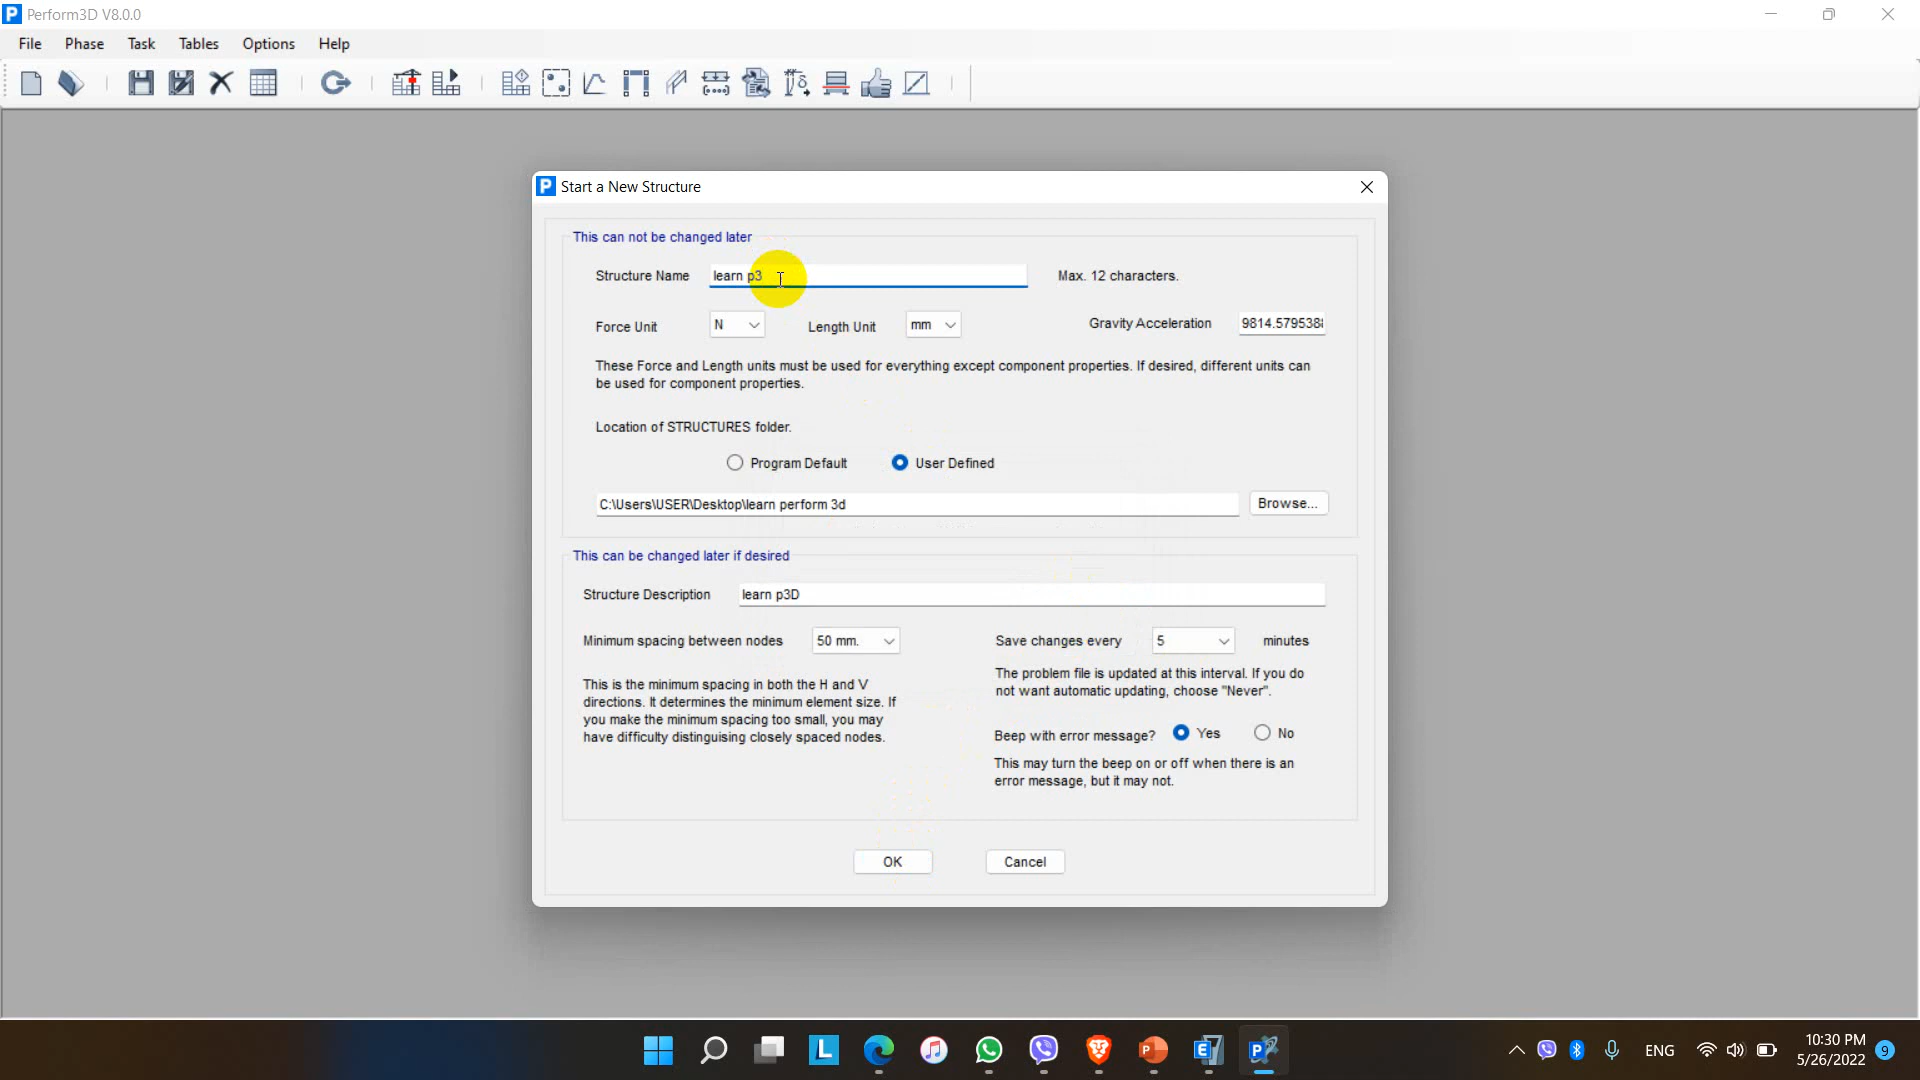 Perform3D V8.0.0
File Phase Task Tables Options Help
Start a New Structure
This can not be changed later
Structure Name learn p3 Max. 12 characters.
Force Unit N Length Unit mm Gravity Acceleration 9814.579538
These Force and Length units must be used for everything except component properties. If desired, different units can
be used for component properties.
Location of STRUCTURES folder.
Program Default User Defined
C:\Users\USER\Desktop\learn perform 3d Browse...
This can be changed later if desired
Structure Description learn p3D
Minimum spacing between nodes 50 mm. Save changes every 5 minutes
This is the minimum spacing in both the H and V
directions. It determines the minimum element size. If
you make the minimum spacing too small, you may
have difficulty distinguising closely spaced nodes.
The problem file is updated at this interval. If you do
not want automatic updating, choose "Never".
Beep with error message? Yes No
This may turn the beep on or off when there is an
error message, but it may not.
OK Cancel
ENG 10:30 PM
5/26/2022 9